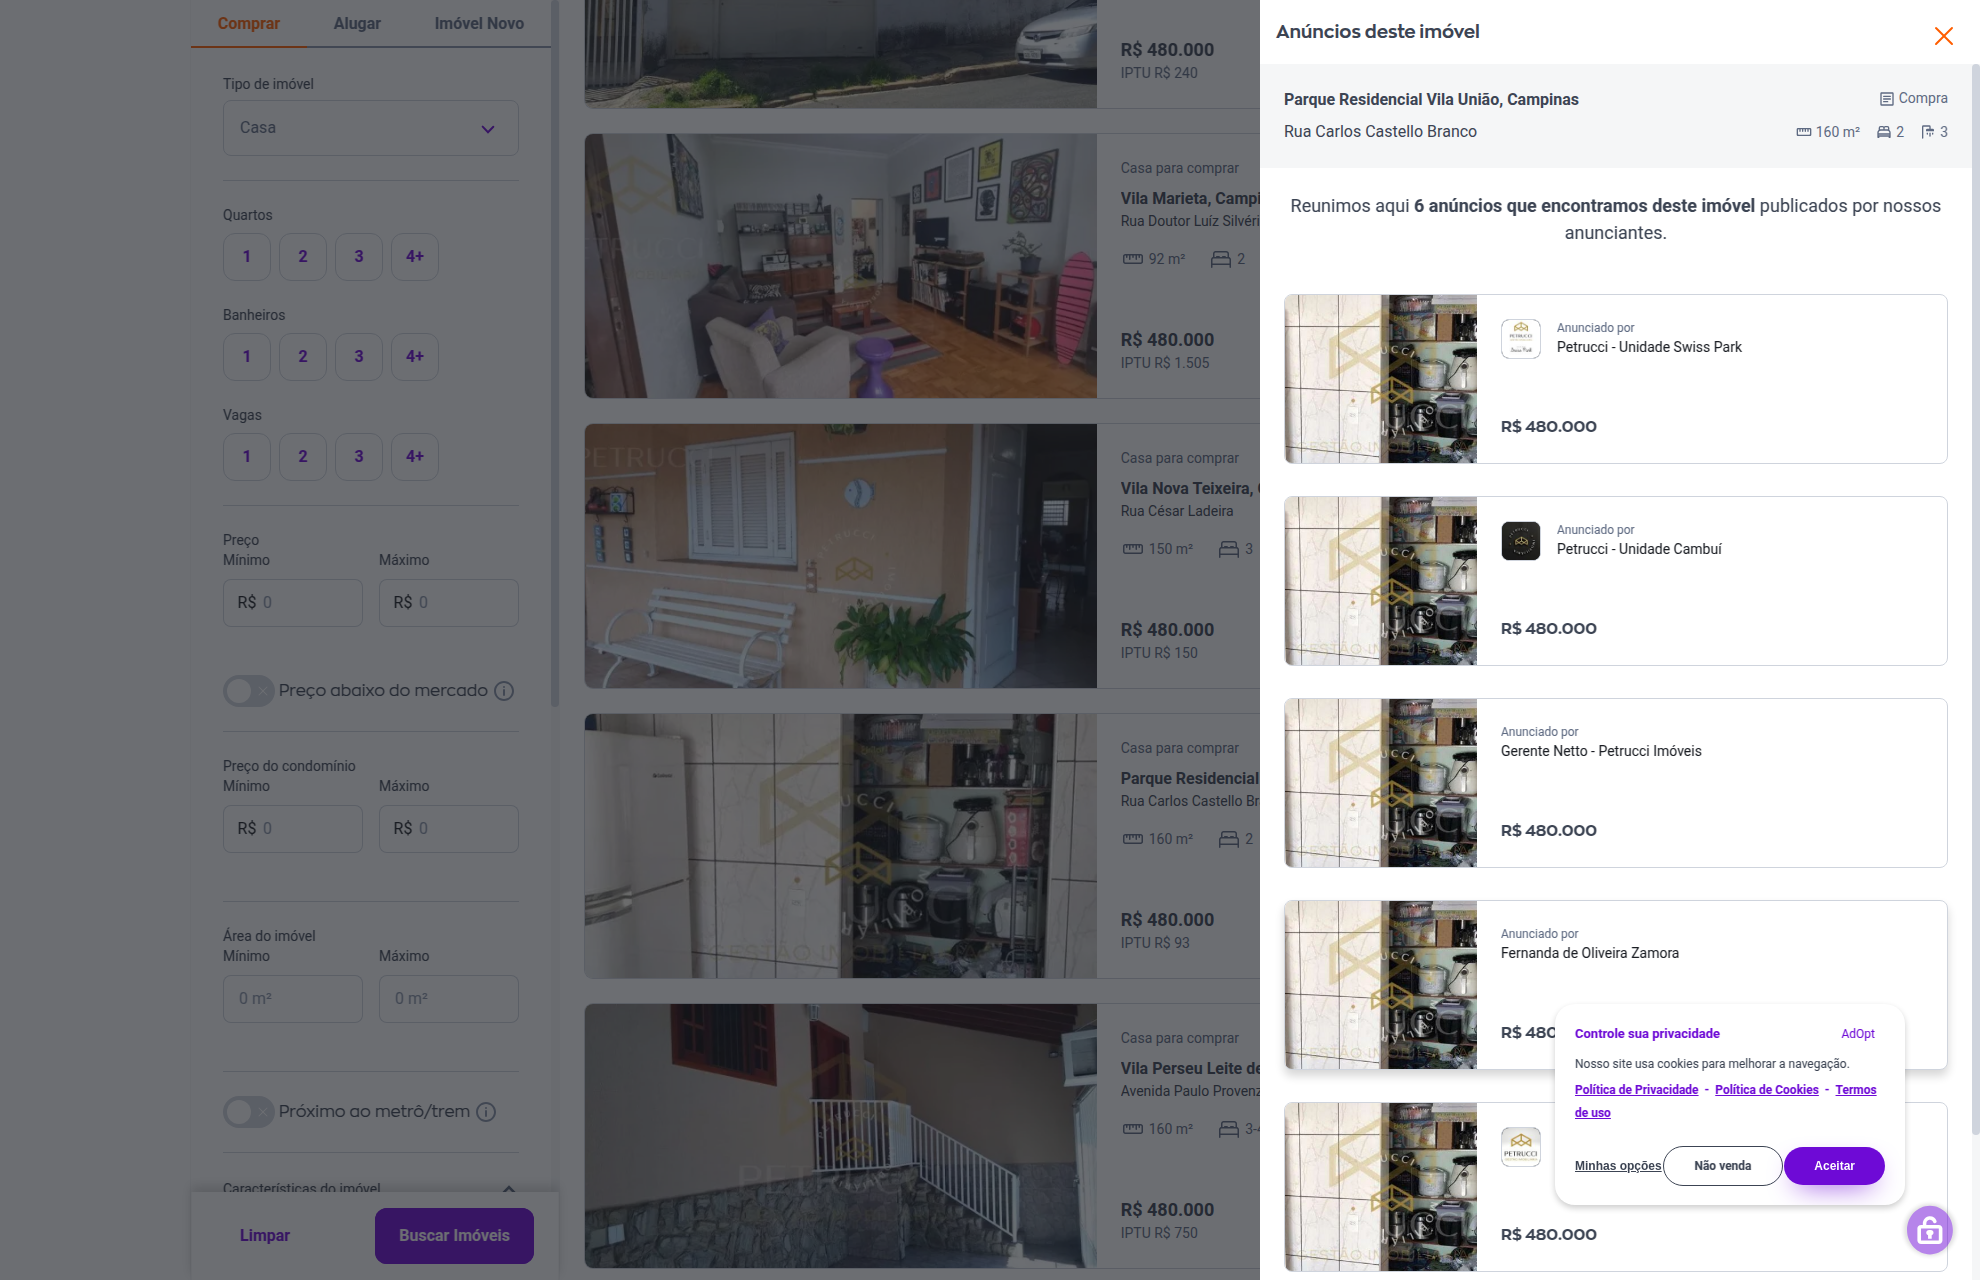 Comprar
Alugar
Imóvel Novo
Tipo de imóvel
Casa
Quartos
1 2 3 4+
Banheiros
1 2 3 4+
Vagas
1 2 3 4+
Preço
Mínimo Máximo
R$ 0 R$ 0
Preço abaixo do mercado
Preço do condomínio
Mínimo Máximo
R$ 0 R$ 0
Área do imóvel
Mínimo Máximo
0 m² 0 m²
Próximo ao metrô/trem
Características do imóvel
Limpar
Buscar Imóveis
R$ 480.000
IPTU R$ 240
Casa para comprar
Vila Marieta,
Rua Doutor Luíz
92 m² 2
R$ 480.000
IPTU R$ 1.505
PETRUCCI
Casa para comprar
Vila Nova Teixeira,
Rua César Ladeira
150 m² 3
R$ 480.000
IPTU R$ 150
Casa para comprar
Parque Residencial
Rua Carlos Castello
160 m² 2
R$ 480.000
IPTU R$ 93
Casa para comprar
Vila Perseu Leite
Avenida Paulo
160 m²
R$ 480.000
IPTU R$ 750
Anúncios deste imóvel
Parque Residencial Vila União, Campinas
Compra
Rua Carlos Castello Branco
160 m² 2 3
Reunimos aqui 6 anúncios que encontramos deste imóvel publicados por nossos
anunciantes.
Anunciado por
Petrucci - Unidade Swiss Park
R$ 480.000
Anunciado por
Petrucci - Unidade Cambuí
R$ 480.000
Anunciado por
Gerente Netto - Petrucci Imóveis
R$ 480.000
Anunciado por
Fernanda de Oliveira Zamora
R$ 480
PETRUCCI
R$ 480.000
Controle sua privacidade
AdOpt
Nosso site usa cookies para melhorar a navegação.
Política de Privacidade - Política de Cookies - Termos
de uso
Minhas opções
Não venda
Aceitar